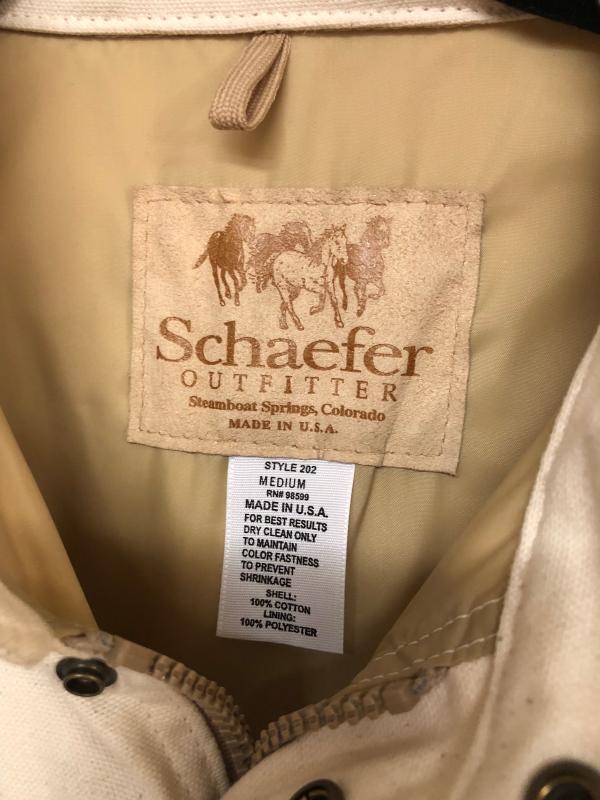 Schaefer
OUTFITTER
Steamboat Springs, Colorado
MADE IN U.S.A.
STYLE 202
MEDIUM
RN# 98599
MADE IN U.S.A.
FOR BEST RESULTS
DRY CLEAN ONLY
TO MAINTAIN
COLOR FASTNESS
TO PREVENT
SHRINKAGE
SHELL:
100% COTTON
LINING:
100% POLYESTER